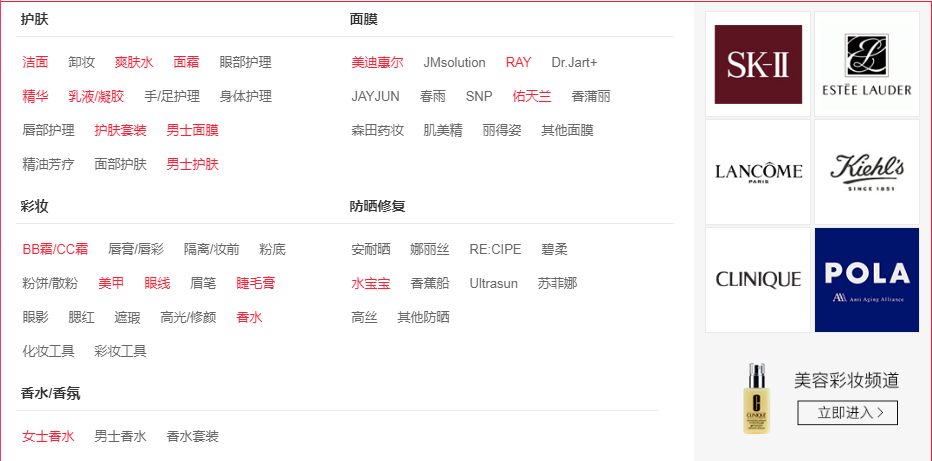 护肤
洁面 卸妆 爽肤水 面霜 眼部护理
精华 乳液/凝胶 手/足护理 身体护理
唇部护理 护肤套装 男士面膜
精油芳疗 面部护肤 男士护肤
面膜
美迪惠尔 JMsolution RAY Dr.Jart+
JAYJUN 春雨 SNP 佑天兰 香蒲丽
森田药妆 肌美精 丽得姿 其他面膜
彩妆
BB霜/CC霜 唇膏/唇彩 隔离/妆前 粉底
粉饼/散粉 美甲 眼线 眉笔 睫毛膏
眼影 腮红 遮瑕 高光/修颜 香水
化妆工具 彩妆工具
防晒修复
安耐晒 娜丽丝 RE:CIPE 碧柔
水宝宝 香蕉船 Ultrasun 苏菲娜
高丝 其他防晒
香水/香氛
女士香水 男士香水 香水套装
SK-II
ESTĒE LAUDER
LANCÔME
PARIS
Kiehl's
SINCE 1851
CLINIQUE
POLA
Anti Aging Alliance
CLINIQUE
美容彩妆频道
立即进入 >